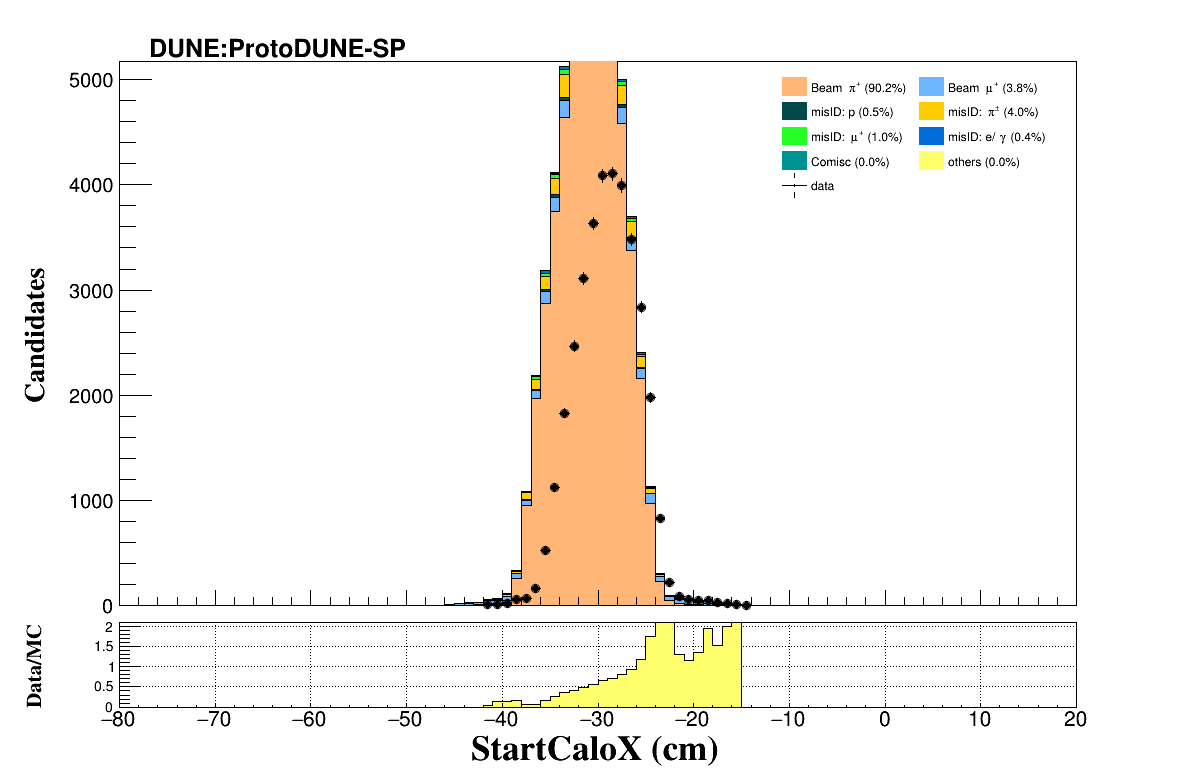 DUNE:ProtoDUNE-SP
Candidates
5000
4000
3000
2000
1000
0
Beam π⁺ (90.2%)
Beam μ⁺ (3.8%)
misID: p (0.5%)
misID: π± (4.0%)
misID: μ⁺ (1.0%)
misID: e/ γ (0.4%)
Comisc (0.0%)
others (0.0%)
data
Data/MC
2
1.5
1
0.5
0
−80 −70 −60 −50 −40 −30 −20 −10 0 10 20
StartCaloX (cm)